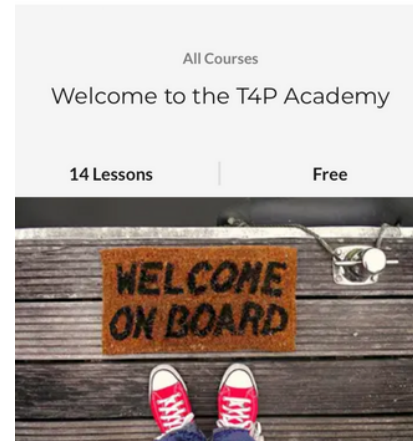 All Courses
Welcome to the T4P Academy
14 Lessons
Free
WELCOME
ON BOARD